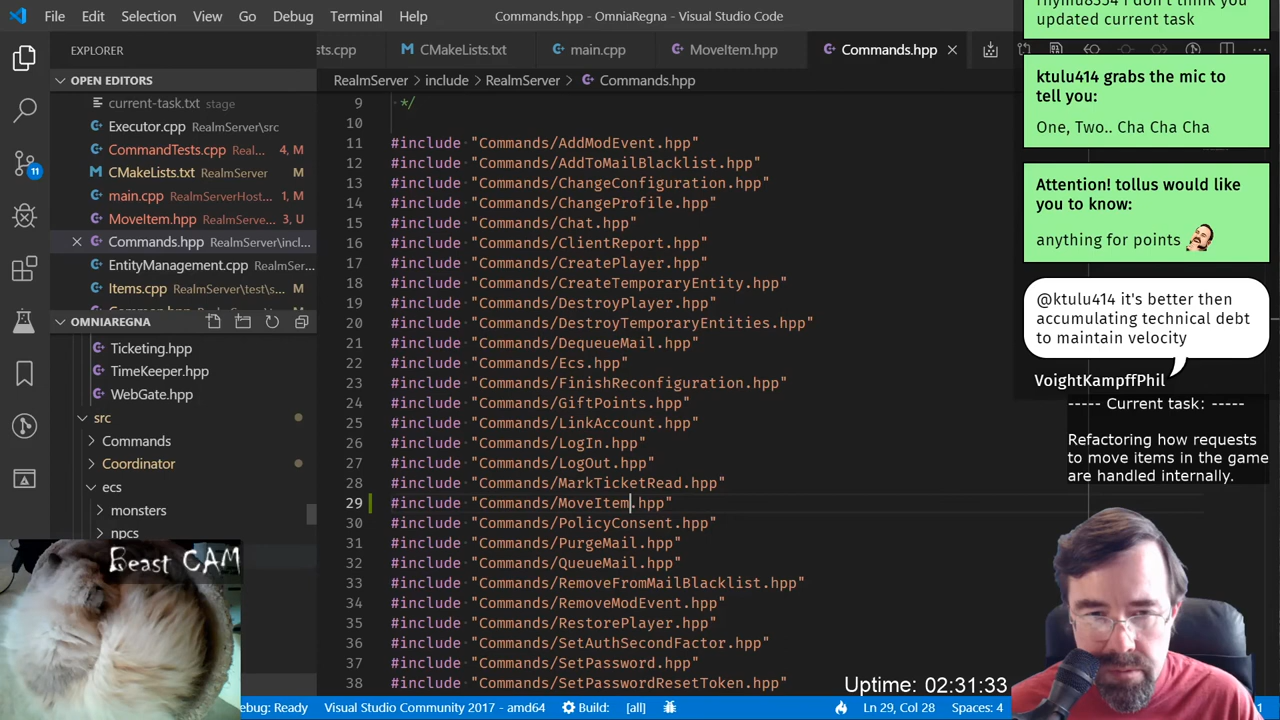 File Edit Selection View Go Debug Terminal Help
Commands.hpp - OmniaRegna - Visual Studio Code
EXPLORER
sts.cpp
CMakeLists.txt
main.cpp
MoveItem.hpp
Commands.hpp
RealmServer > include > RealmServer > Commands.hpp
OPEN EDITORS
current-task.txt stage
Executor.cpp RealmServer\src
CommandTests.cpp Real... 4, M
CMakeLists.txt RealmServer M
main.cpp RealmServerHost... 1, M
MoveItem.hpp RealmServe... 3, U
Commands.hpp RealmServer\incl...
EntityManagement.cpp RealmSer...
Items.cpp RealmServer\test\s...
OMNIAREGNA
Ticketing.hpp
TimeKeeper.hpp
WebGate.hpp
src
Commands
Coordinator
ecs
monsters
npcs
11
9 */
10
11 #include "Commands/AddModEvent.hpp"
12 #include "Commands/AddToMailBlacklist.hpp"
13 #include "Commands/ChangeConfiguration.hpp"
14 #include "Commands/ChangeProfile.hpp"
15 #include "Commands/Chat.hpp"
16 #include "Commands/ClientReport.hpp"
17 #include "Commands/CreatePlayer.hpp"
18 #include "Commands/CreateTemporaryEntity.hpp"
19 #include "Commands/DestroyPlayer.hpp"
20 #include "Commands/DestroyTemporaryEntities.hpp"
21 #include "Commands/DequeueMail.hpp"
22 #include "Commands/Ecs.hpp"
23 #include "Commands/FinishReconfiguration.hpp"
24 #include "Commands/GiftPoints.hpp"
25 #include "Commands/LinkAccount.hpp"
26 #include "Commands/LogIn.hpp"
27 #include "Commands/LogOut.hpp"
28 #include "Commands/MarkTicketRead.hpp"
29 #include "Commands/MoveItem.hpp"
30 #include "Commands/PolicyConsent.hpp"
31 #include "Commands/PurgeMail.hpp"
32 #include "Commands/QueueMail.hpp"
33 #include "Commands/RemoveFromMailBlacklist.hpp"
34 #include "Commands/RemoveModEvent.hpp"
35 #include "Commands/RestorePlayer.hpp"
36 #include "Commands/SetAuthSecondFactor.hpp"
37 #include "Commands/SetPassword.hpp"
38 #include "Commands/SetPasswordResetToken.hpp"
updated current task
ktulu414 grabs the mic to
tell you:
One, Two.. Cha Cha Cha
Attention! tollus would like
you to know:
anything for points
@ktulu414 it's better then
accumulating technical debt
to maintain velocity
VoightKampffPhil
----- Current task: -----
Refactoring how requests
to move items in the game
are handled internally.
Beast CAM
Uptime: 02:31:33
ebug: Ready Visual Studio Community 2017 - amd64 Build: [all] Ln 29, Col 28 Spaces: 4